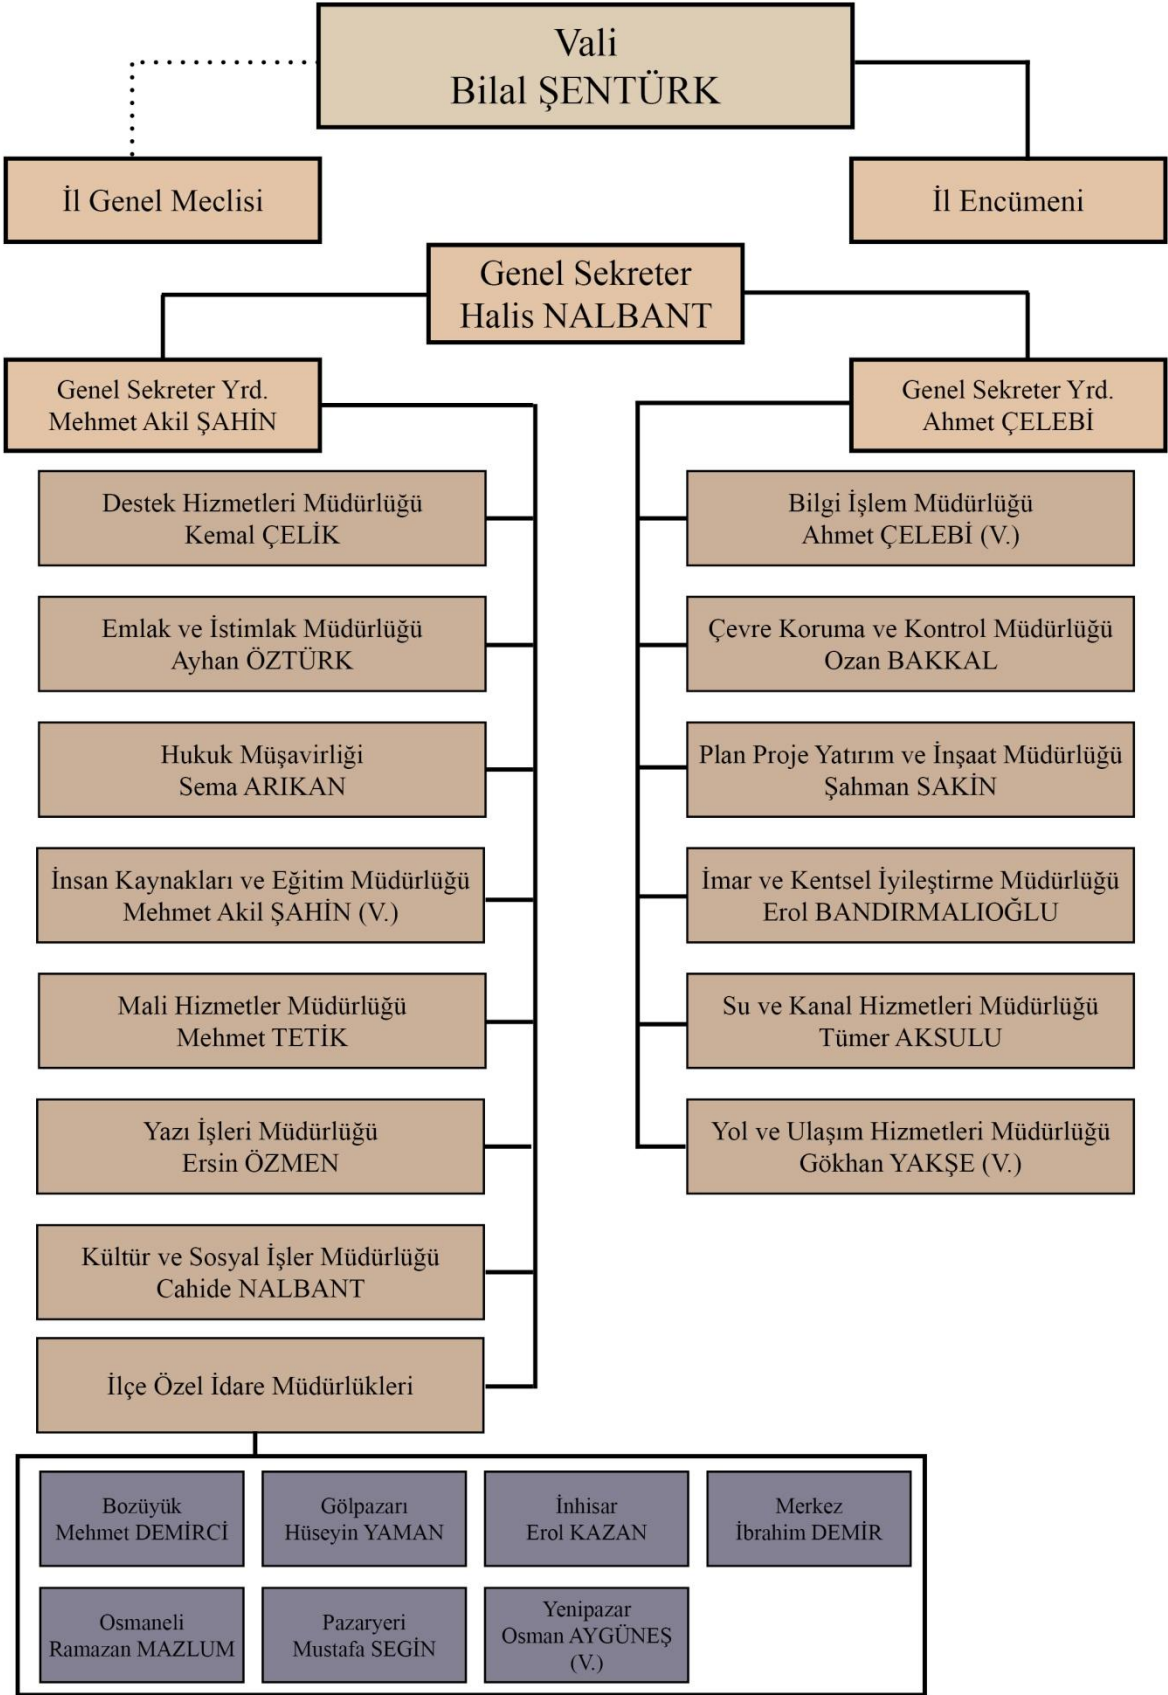 Vali
Bilal ŞENTÜRK
İl Genel Meclisi
İl Encümeni
Genel Sekreter
Halis NALBANT
Genel Sekreter Yrd.
Mehmet Akil ŞAHİN
Genel Sekreter Yrd.
Ahmet ÇELEBİ
Destek Hizmetleri Müdürlüğü
Kemal ÇELİK
Emlak ve İstimlak Müdürlüğü
Ayhan ÖZTÜRK
Hukuk Müşavirliği
Sema ARIKAN
İnsan Kaynakları ve Eğitim Müdürlüğü
Mehmet Akil ŞAHİN (V.)
Mali Hizmetler Müdürlüğü
Mehmet TETİK
Yazı İşleri Müdürlüğü
Ersin ÖZMEN
Kültür ve Sosyal İşler Müdürlüğü
Cahide NALBANT
İlçe Özel İdare Müdürlükleri
Bilgi İşlem Müdürlüğü
Ahmet ÇELEBİ (V.)
Çevre Koruma ve Kontrol Müdürlüğü
Ozan BAKKAL
Plan Proje Yatırım ve İnşaat Müdürlüğü
Şahman SAKİN
İmar ve Kentsel İyileştirme Müdürlüğü
Erol BANDIRMALIOĞLU
Su ve Kanal Hizmetleri Müdürlüğü
Tümer AKSULU
Yol ve Ulaşım Hizmetleri Müdürlüğü
Gökhan YAKŞE (V.)
Bozüyük
Mehmet DEMİRCİ
Gölpazarı
Hüseyin YAMAN
İnhisar
Erol KAZAN
Merkez
İbrahim DEMİR
Osmaneli
Ramazan MAZLUM
Pazaryeri
Mustafa SEGİN
Yenipazar
Osman AYGÜNEŞ
(V.)